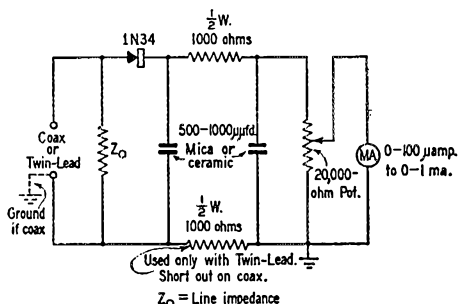 1N34
½ W.
1000 ohms
Coax
or
Twin-Lead
Ground
if coax
Z₀
500-1000µµfd.
Mica or
ceramic
20,000-
ohm Pot.
MA
0-100 µamp.
to 0-1 ma.
½ W.
1000 ohms
Used only with Twin-Lead.
Short out on coax.
Z₀ = Line impedance